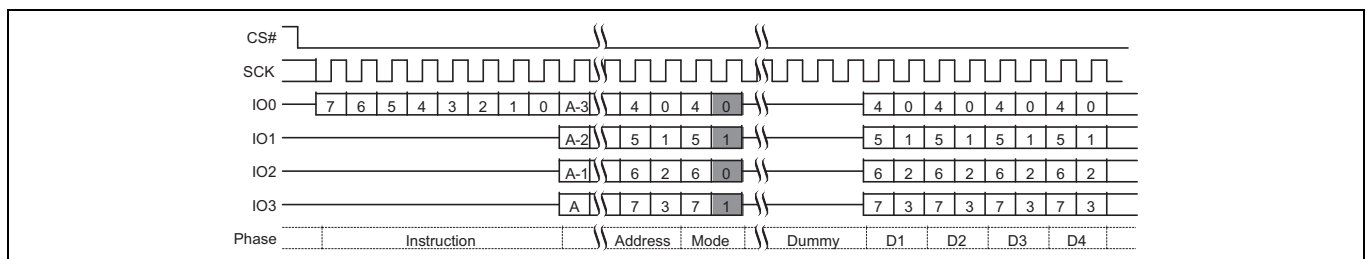 CS#
SCK
IO0 7 6 5 4 3 2 1 0 A-3 4 0 4 0 4 0 4 0 4 0 4 0
IO1 A-2 5 1 5 1 5 1 5 1 5 1 5 1
IO2 A-1 6 2 6 0 6 2 6 2 6 2 6 2
IO3 A 7 3 7 1 7 3 7 3 7 3 7 3
Phase Instruction Address Mode Dummy D1 D2 D3 D4